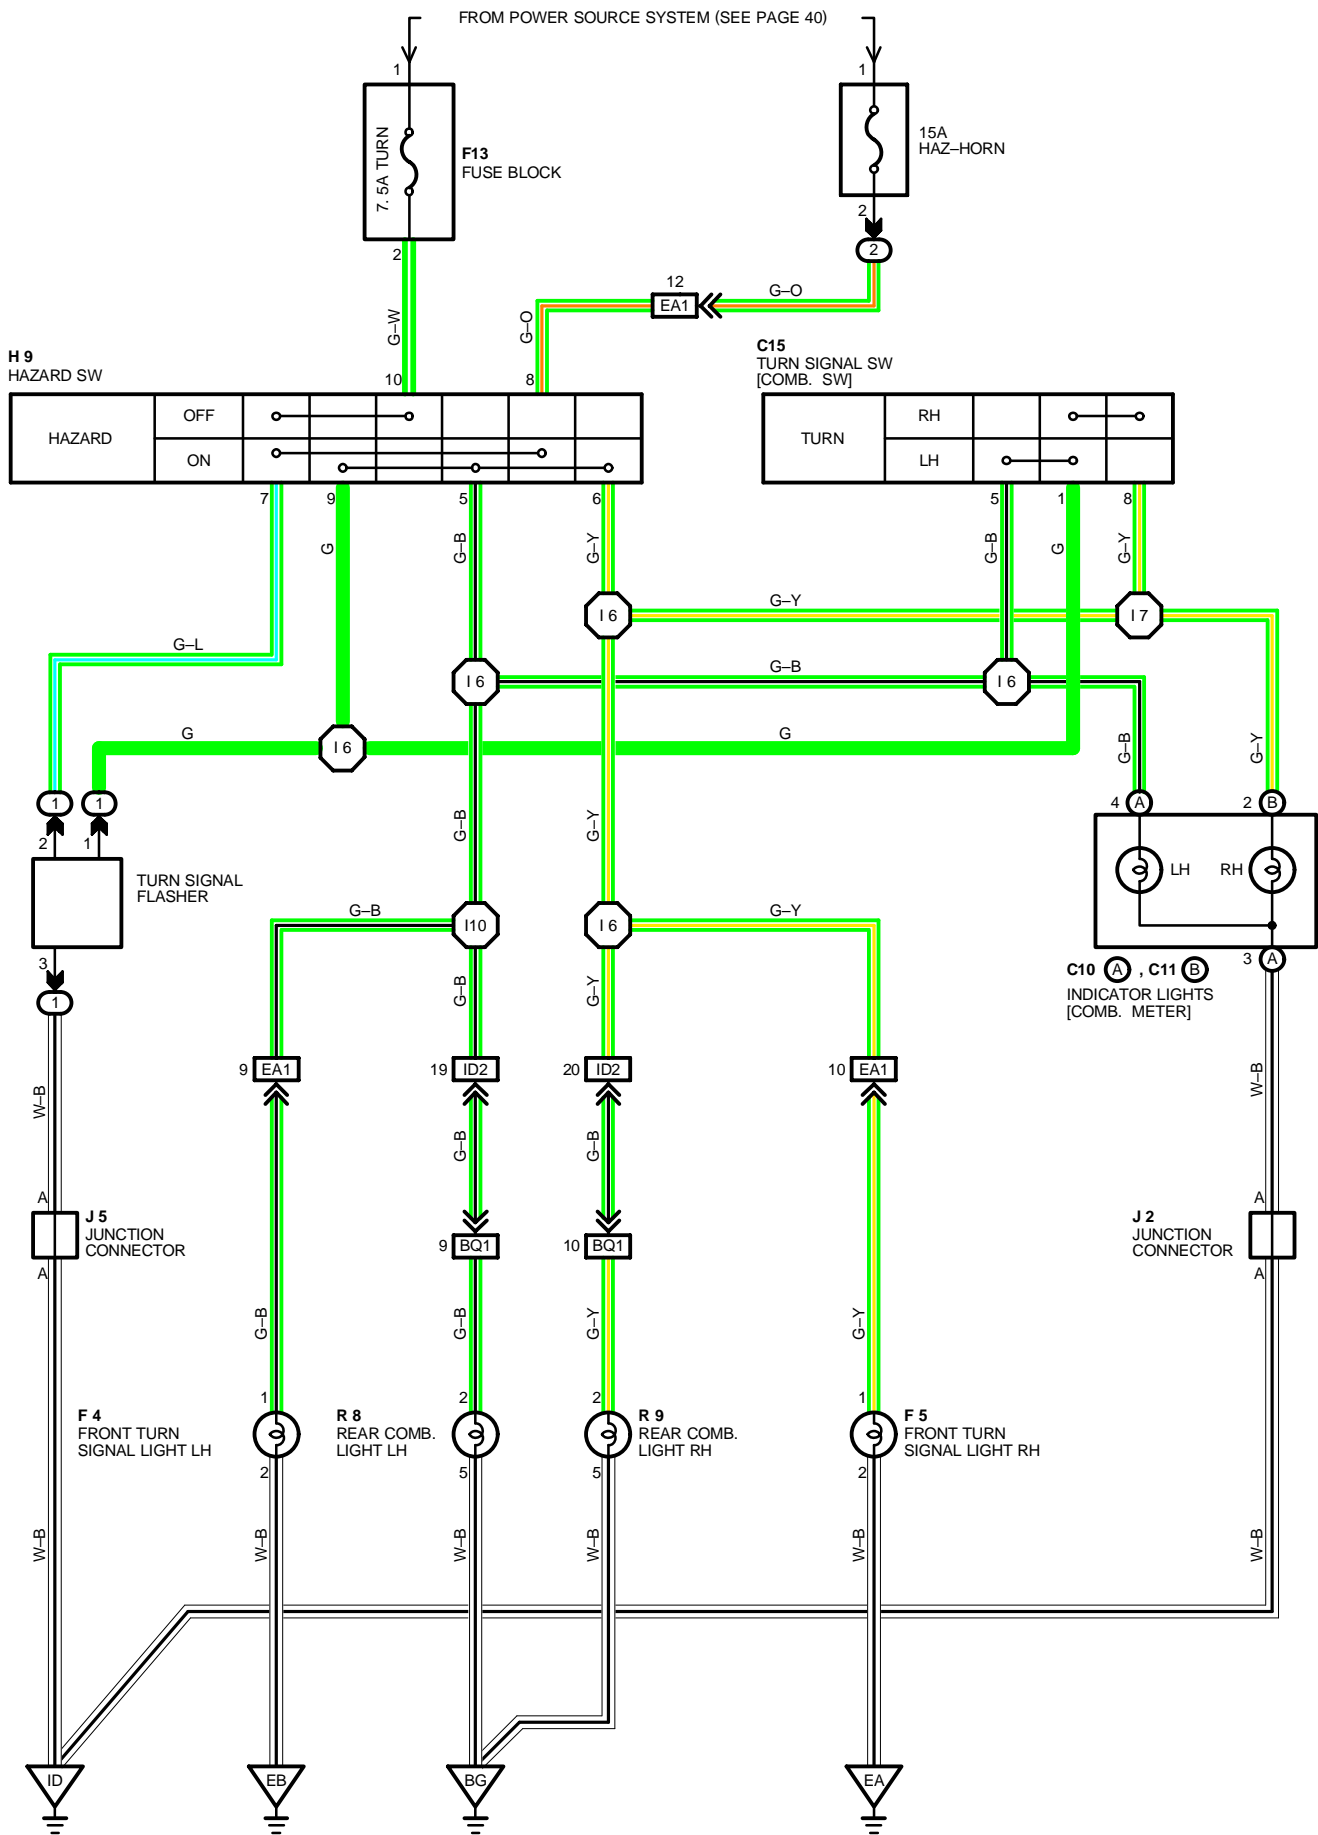 FROM POWER SOURCE SYSTEM (SEE PAGE 40)
1
1
7. 5A TURN
F13
FUSE BLOCK
15A
HAZ–HORN
2
2
2
12
EA1
G–O
G–W
G–O
H 9
HAZARD SW
10
8
C15
TURN SIGNAL SW
[COMB. SW]
HAZARD
OFF
ON
TURN
RH
LH
7
9
5
6
5
1
8
G
G–B
G–Y
G–B
G
G–Y
I 6
G–Y
I 7
G–L
I 6
G–B
I 6
G
I 6
G
G–B
G–Y
1
1
G–B
G–Y
4
A
2
B
2
1
TURN SIGNAL
FLASHER
LH
RH
G–B
I10
I 6
G–Y
3
1
G–B
G–Y
3
A
C10 A , C11 B
INDICATOR LIGHTS
[COMB. METER]
9
EA1
19
ID2
20
ID2
10
EA1
W–B
G–B
G–B
W–B
A
J 5
JUNCTION
CONNECTOR
A
9
BQ1
10
BQ1
A
J 2
JUNCTION
CONNECTOR
A
G–B
G–B
G–Y
G–Y
1
2
2
1
F 4
FRONT TURN
SIGNAL LIGHT LH
R 8
REAR COMB.
LIGHT LH
R 9
REAR COMB.
LIGHT RH
F 5
FRONT TURN
SIGNAL LIGHT RH
2
5
5
2
W–B
W–B
W–B
W–B
W–B
W–B
ID
EB
BG
EA